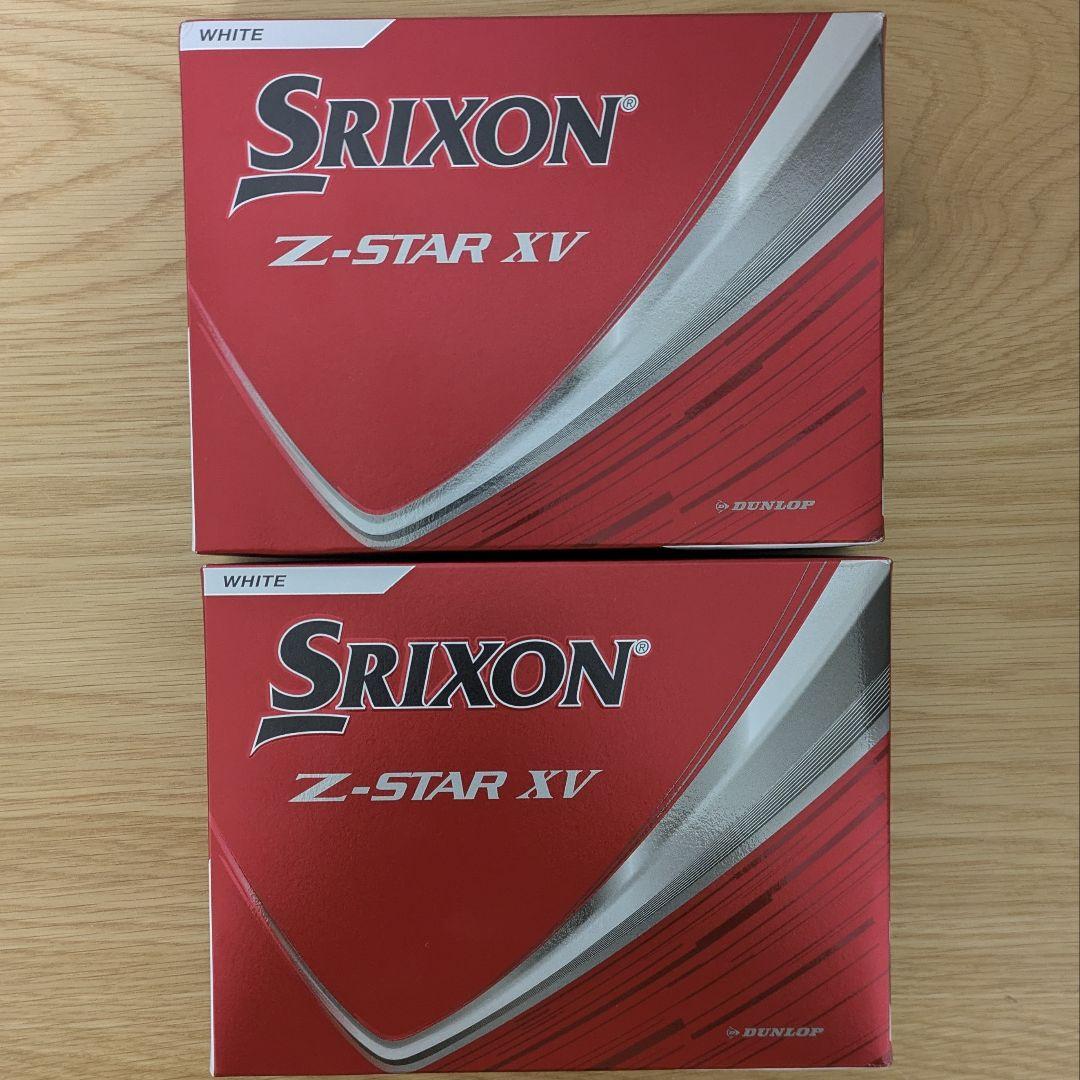 WHITE
SRIXON®
Z-STAR XV
DUNLOP
WHITE
SRIXON®
Z-STAR XV
DUNLOP